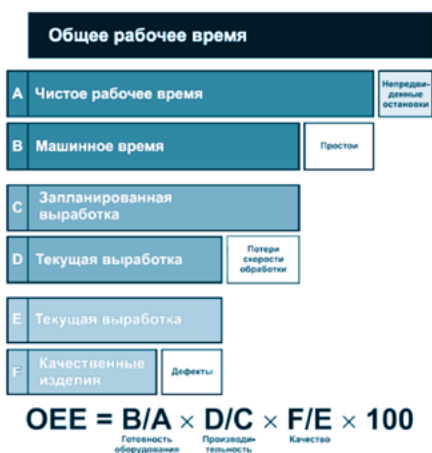 Общее рабочее время
A Чистое рабочее время
Непредви-
денные
остановки
B Машинное время
Простои
C Запланированная
выработка
D Текущая выработка
Потери
скорости
обработки
E Текущая выработка
F Качественные
изделия
Дефекты
OEE = B/A × D/C × F/E × 100
Готовность
оборудования
Производи-
тельность
Качество